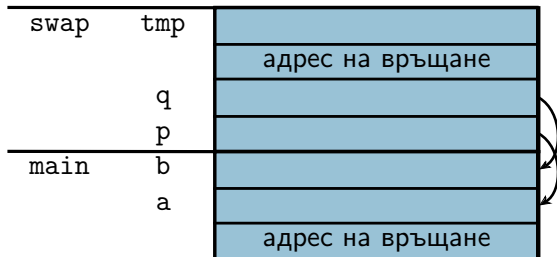 swap tmp
адрес на връщане
q
p
main b
a
адрес на връщане